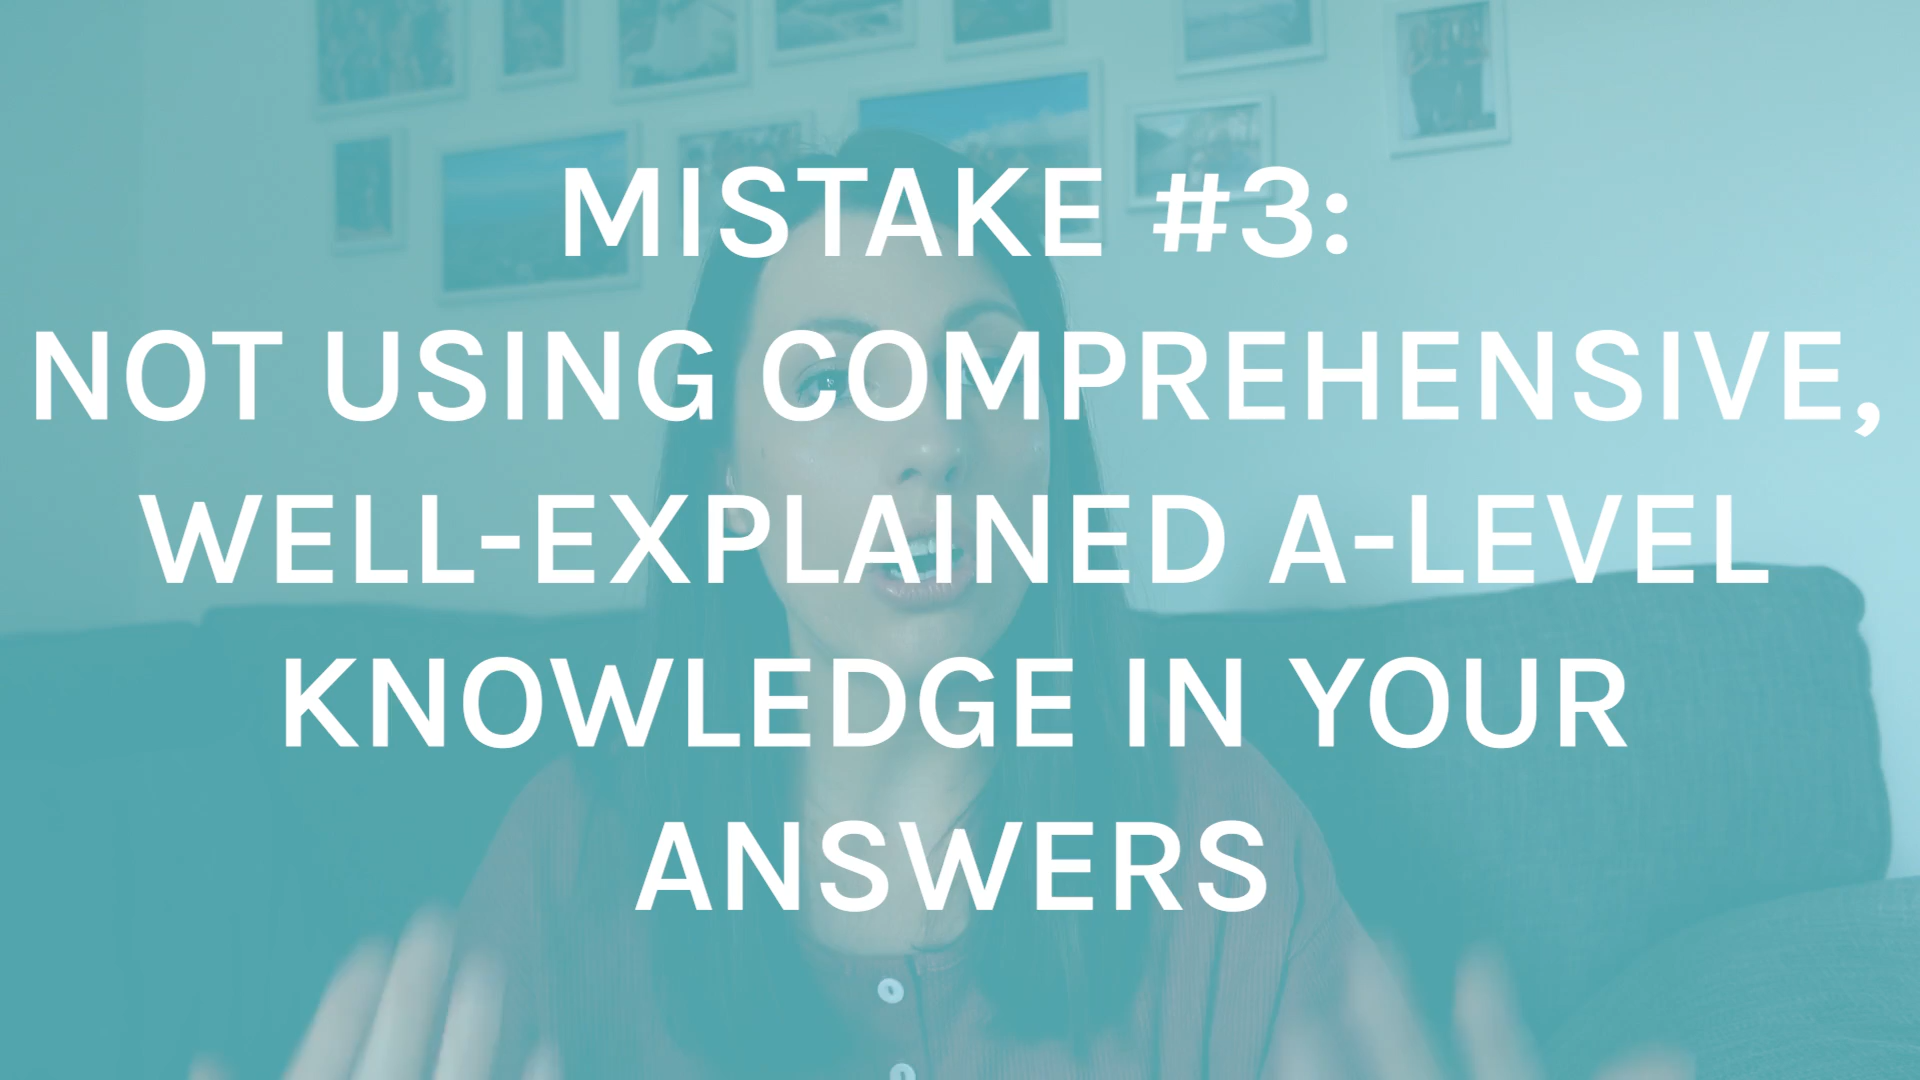 MISTAKE #3:
NOT USING COMPREHENSIVE,
WELL-EXPLAINED A-LEVEL
KNOWLEDGE IN YOUR
ANSWERS